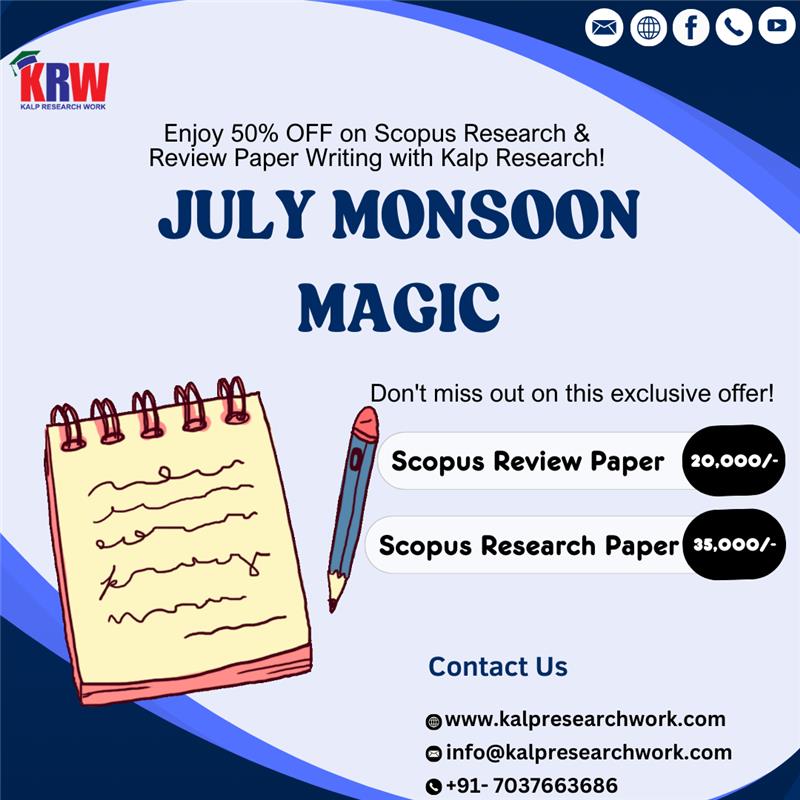 KRW
KALP RESEARCH WORK
Enjoy 50% OFF on Scopus Research &
Review Paper Writing with Kalp Research!
JULY MONSOON
MAGIC
Don't miss out on this exclusive offer!
Scopus Review Paper 20,000/-
Scopus Research Paper 35,000/-
Contact Us
www.kalpresearchwork.com
info@kalpresearchwork.com
+91- 7037663686